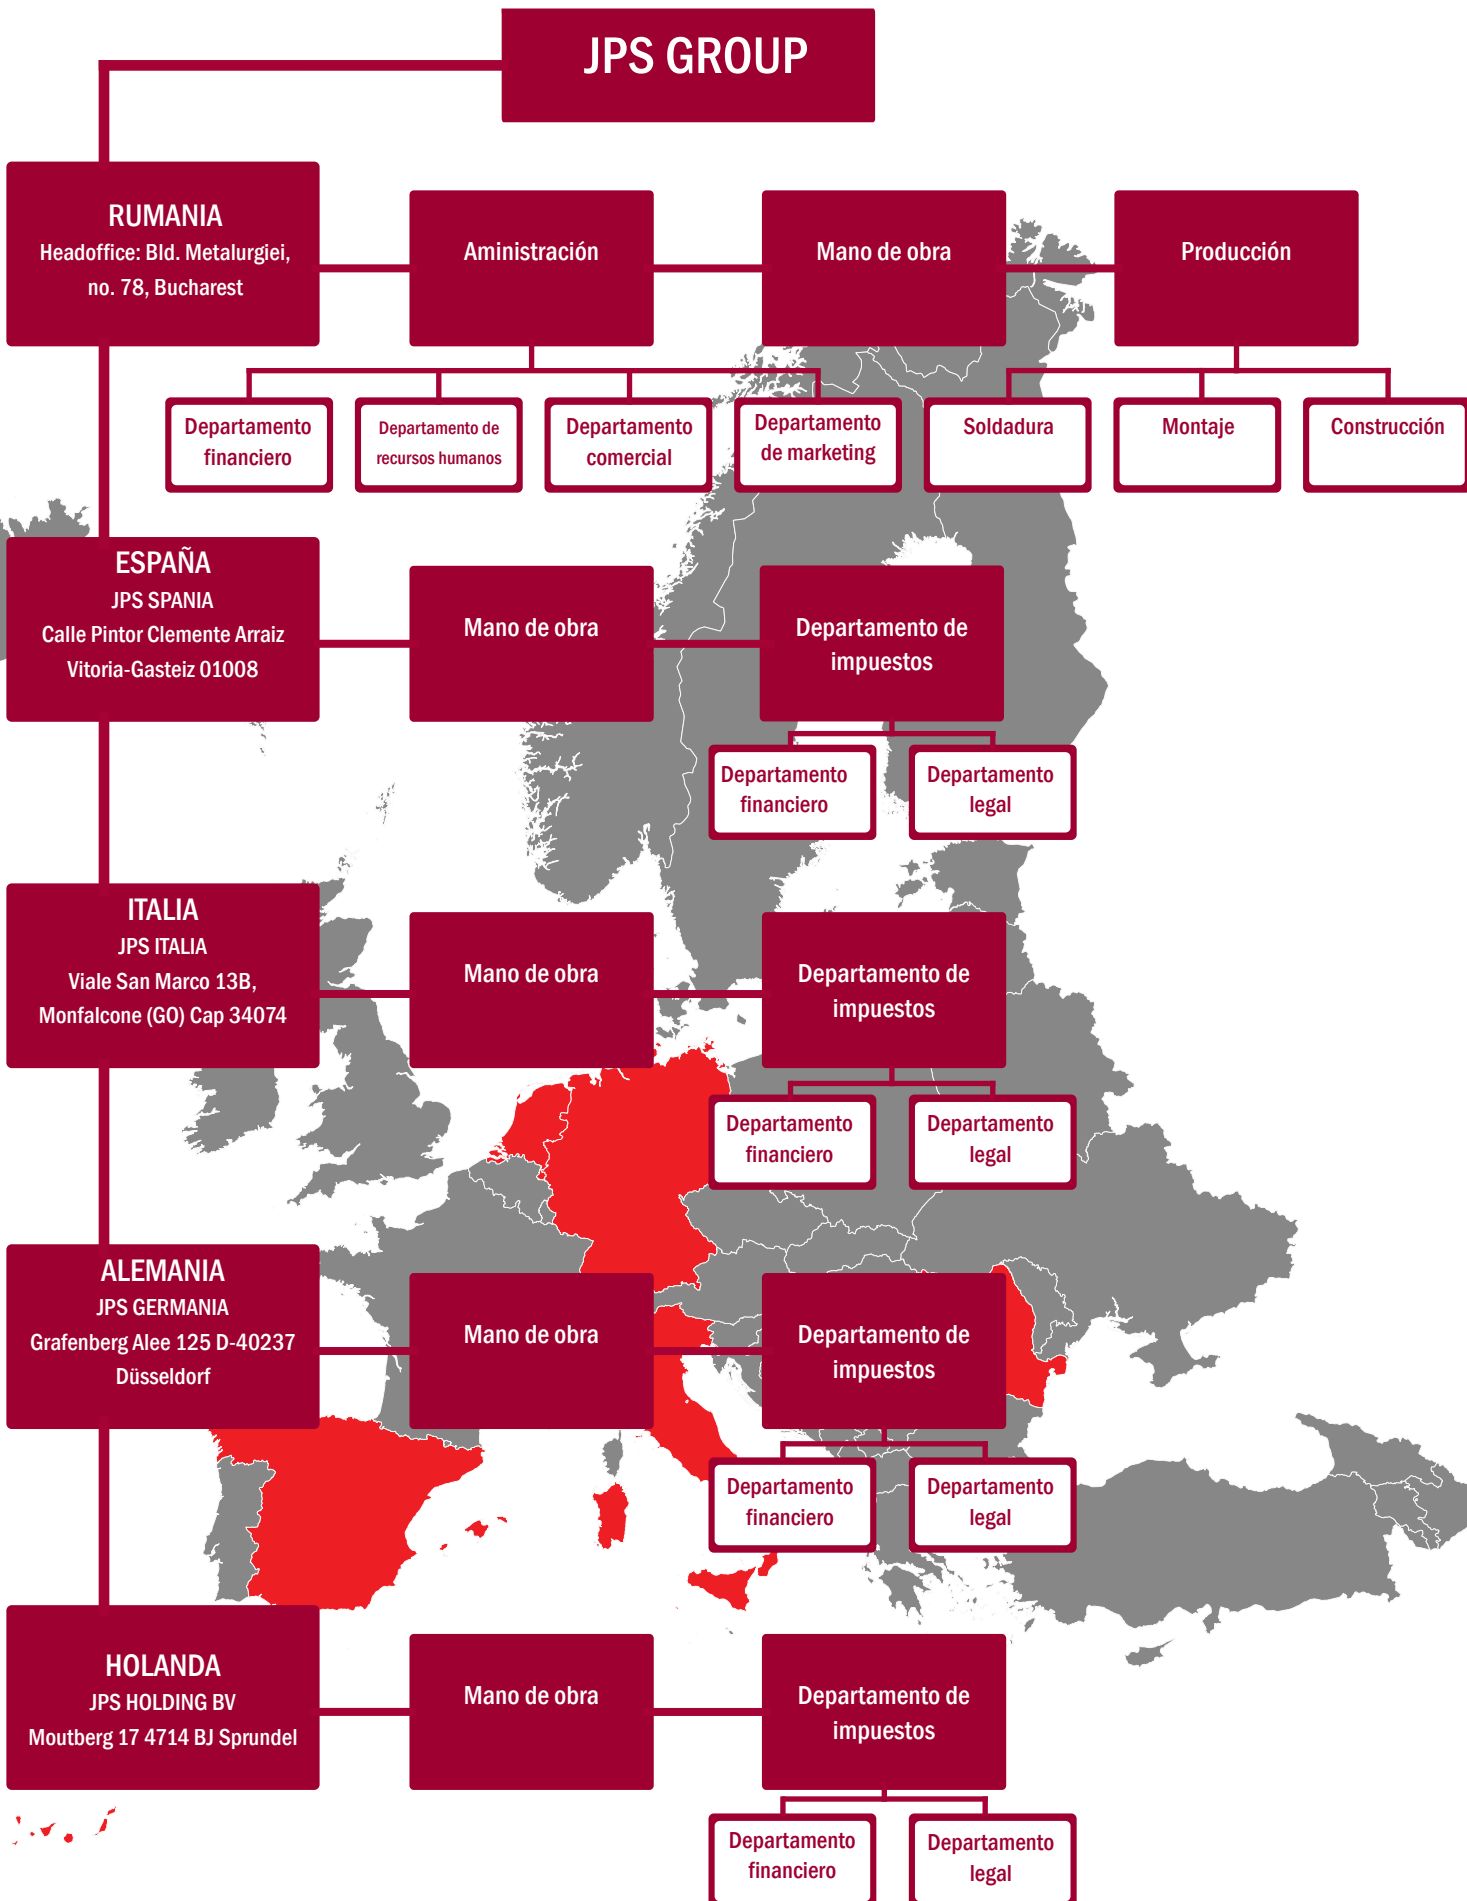 JPS GROUP
RUMANIA
Headoffice: Bld. Metalurgiei,
no. 78, Bucharest
Aministración
Mano de obra
Producción
Departamento
financiero
Departamento de
recursos humanos
Departamento
comercial
Departamento
de marketing
Soldadura
Montaje
Construcción
ESPAÑA
JPS SPANIA
Calle Pintor Clemente Arraiz
Vitoria-Gasteiz 01008
Mano de obra
Departamento de
impuestos
Departamento
financiero
Departamento
legal
ITALIA
JPS ITALIA
Viale San Marco 13B,
Monfalcone (GO) Cap 34074
Mano de obra
Departamento de
impuestos
Departamento
financiero
Departamento
legal
ALEMANIA
JPS GERMANIA
Grafenberg Alee 125 D-40237
Düsseldorf
Mano de obra
Departamento de
impuestos
Departamento
financiero
Departamento
legal
HOLANDA
JPS HOLDING BV
Moutberg 17 4714 BJ Sprundel
Mano de obra
Departamento de
impuestos
Departamento
financiero
Departamento
legal